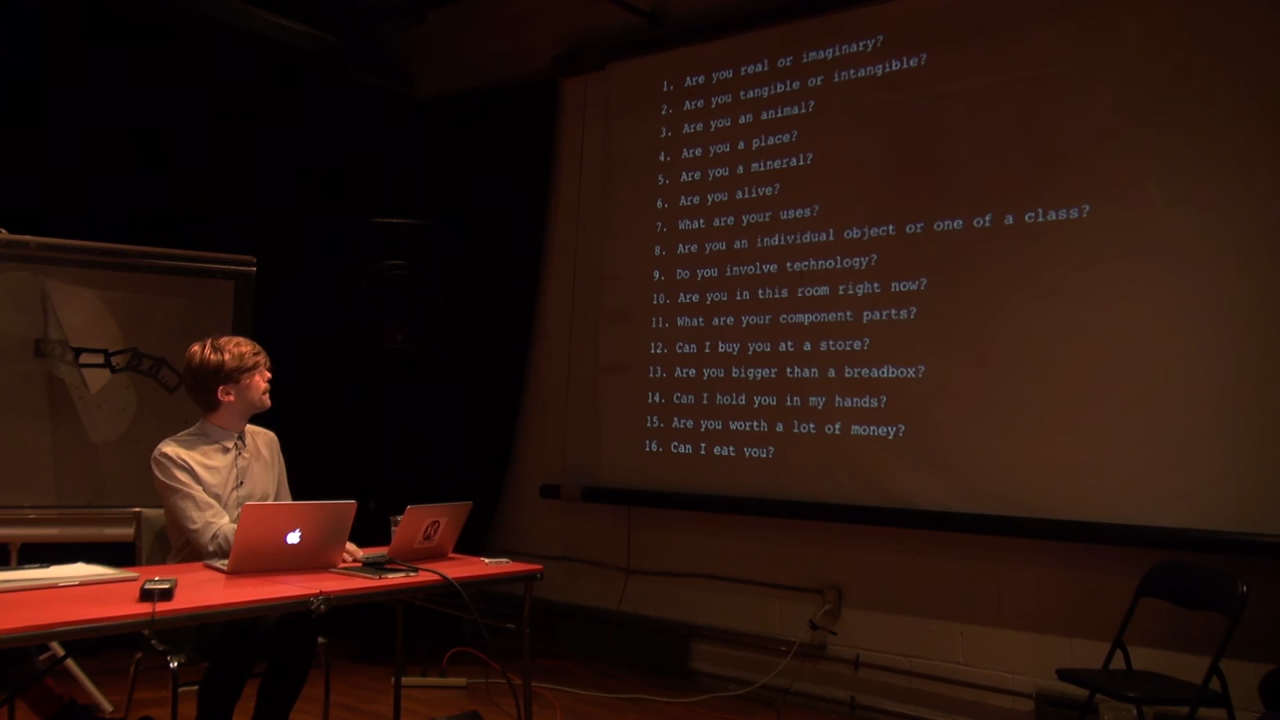 1. Are you real or imaginary?
2. Are you tangible or intangible?
3. Are you an animal?
4. Are you a place?
5. Are you a mineral?
6. Are you alive?
7. What are your uses?
8. Are you an individual object or one of a class?
9. Do you involve technology?
10. Are you in this room right now?
11. What are your component parts?
12. Can I buy you at a store?
13. Are you bigger than a breadbox?
14. Can I hold you in my hands?
15. Are you worth a lot of money?
16. Can I eat you?